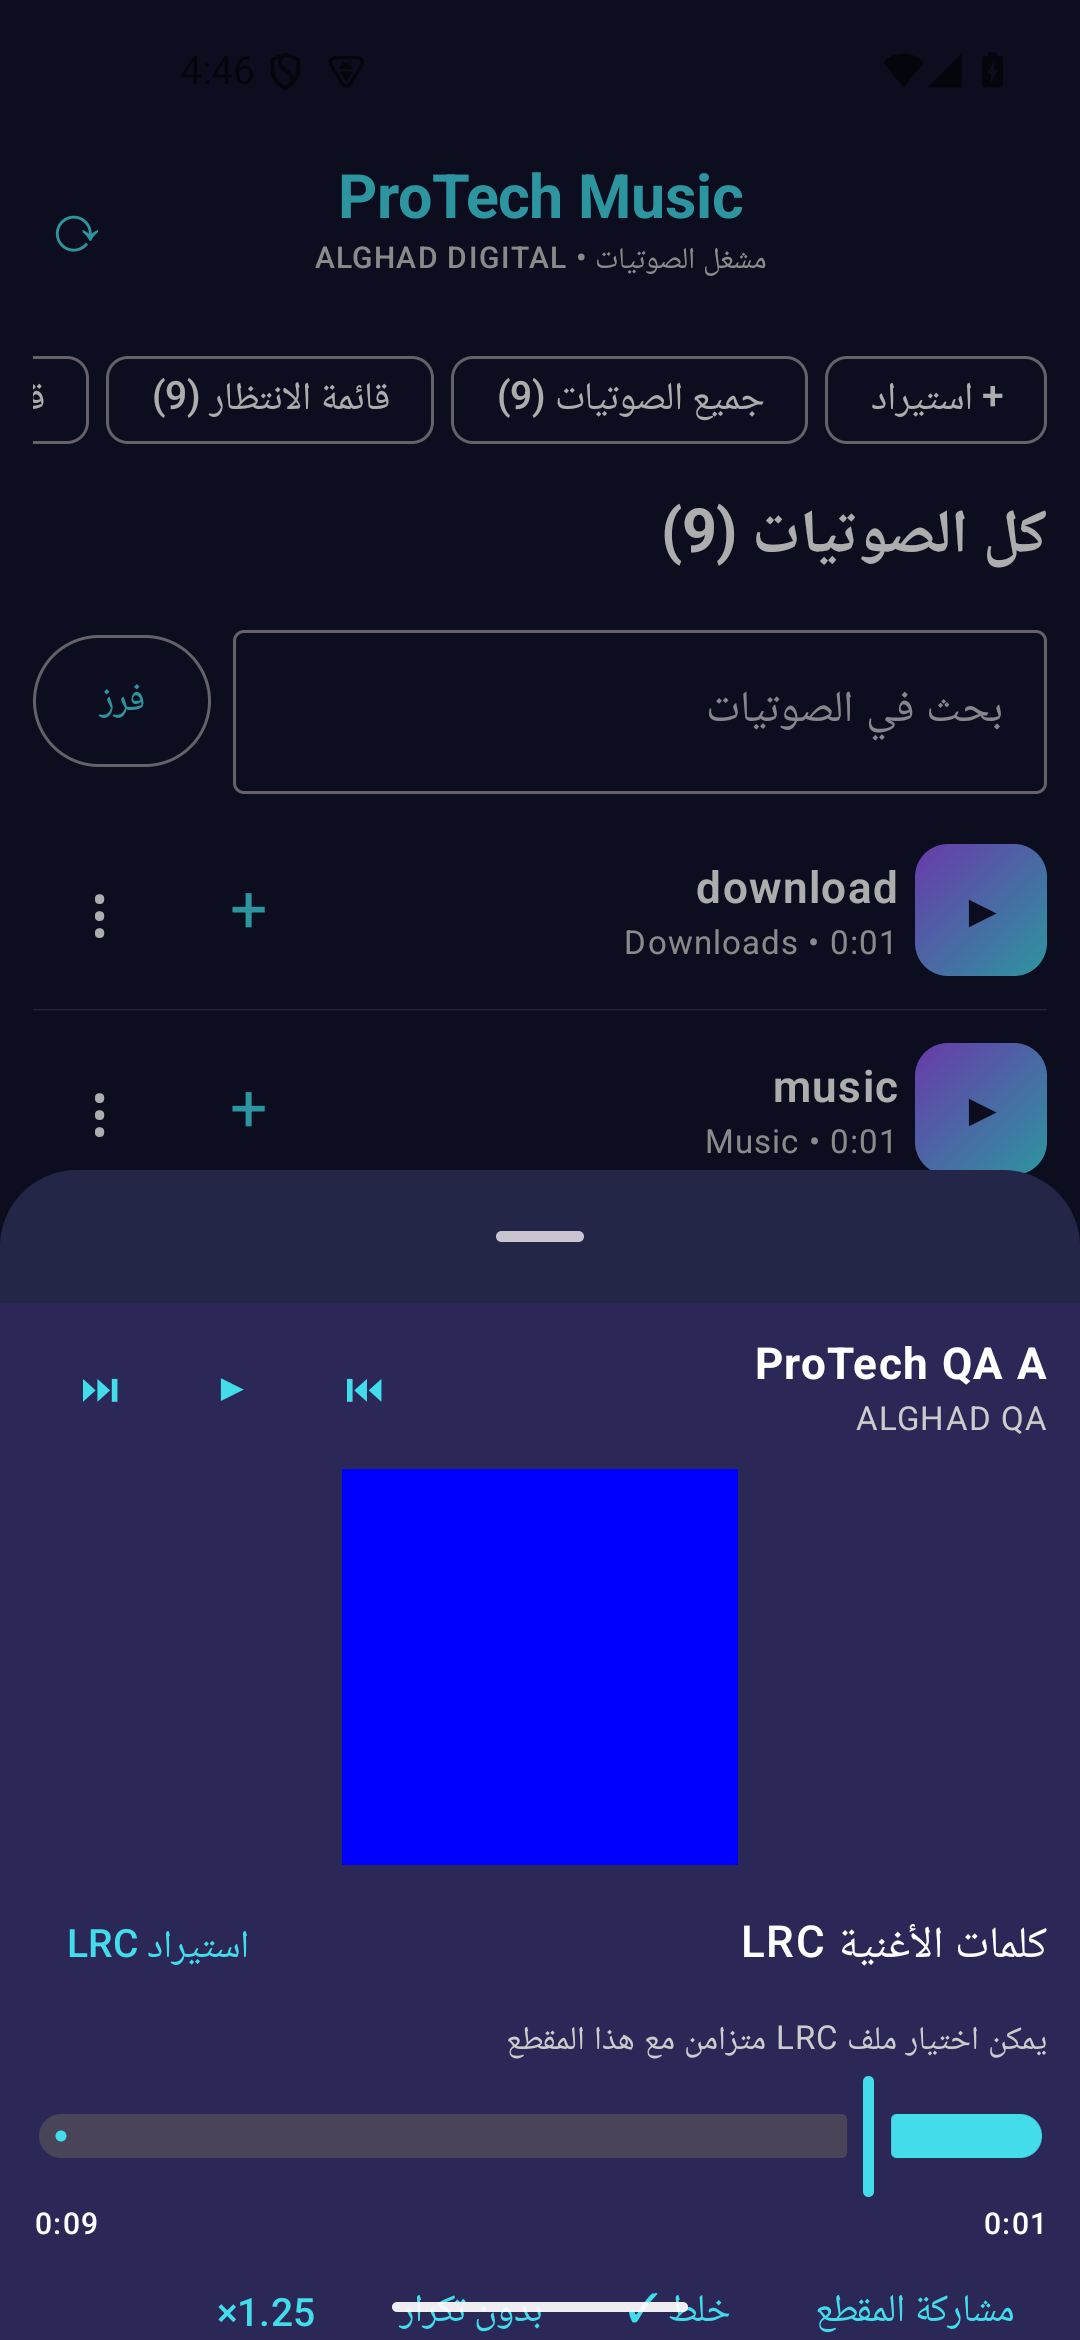 4:46
ProTech Music
ALGHAD DIGITAL • مشغل الصوتيات
+ استيراد
جميع الصوتيات (9)
قائمة الانتظار (9)
كل الصوتيات (9)
بحث في الصوتيات
فرز
download
Downloads • 0:01
+
music
Music • 0:01
+
ProTech QA A
ALGHAD QA
كلمات الأغنية LRC
استيراد LRC
يمكن اختيار ملف LRC متزامن مع هذا المقطع
0:01
0:09
مشاركة المقطع
خلط ✓
بدون تكرار
×1.25